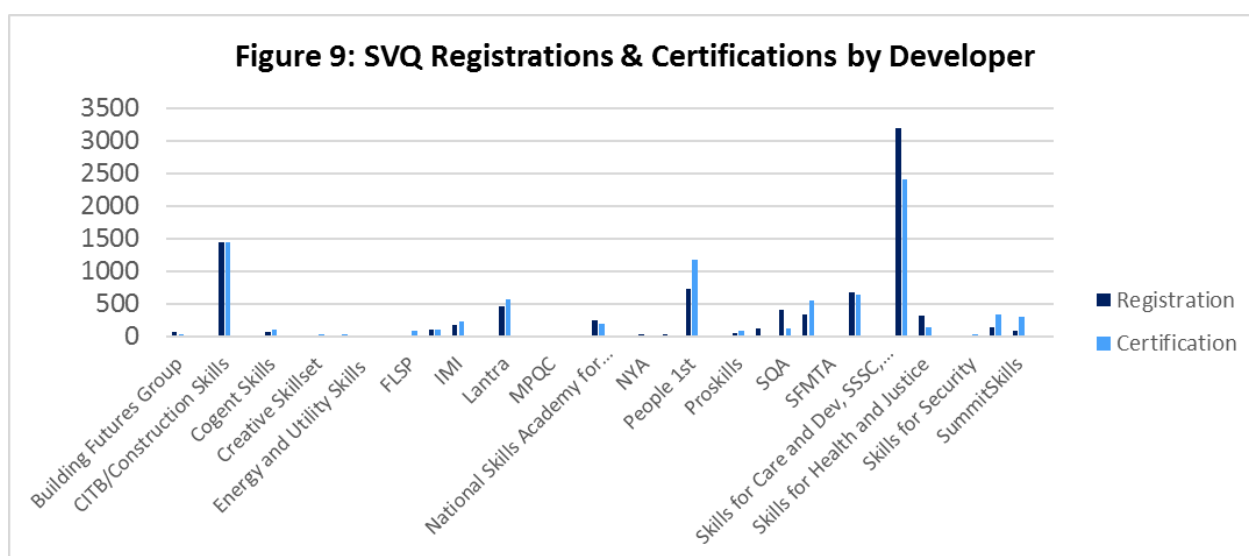 Figure 9: SVQ Registrations & Certifications by Developer
3500
3000
2500
2000
1500
1000
500
0
Building Futures Group
CITB/Construction Skills
Cogent Skills
Creative Skillset
Energy and Utility Skills
FLSP
IMI
Lantra
MPQC
National Skills Academy for...
NYA
People 1st
Proskills
SQA
SFMTA
Skills for Care and Dev, SSSC,...
Skills for Health and Justice
Skills for Security
SummitSkills
Registration
Certification